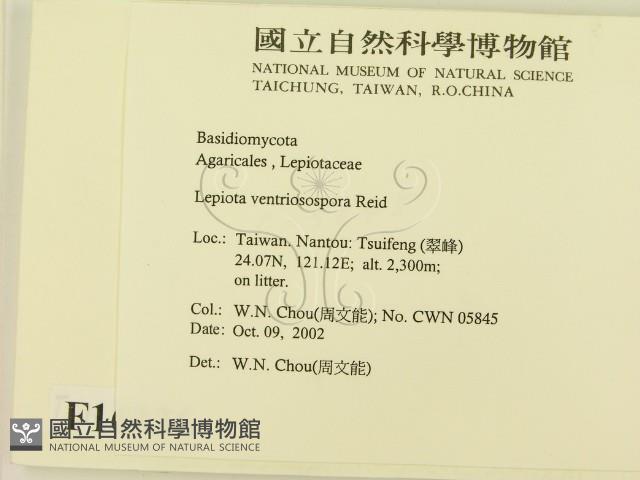 國立自然科學博物館
NATIONAL MUSEUM OF NATURAL SCIENCE
TAICHUNG, TAIWAN, R.O.CHINA
Basidiomycota
Agaricales , Lepiotaceae
Lepiota ventriosospora Reid
Loc.: Taiwan. Nantou: Tsuifeng (翠峰)
24.07N, 121.12E; alt. 2,300m;
on litter.
Col.: W.N. Chou(周文能); No. CWN 05845
Date: Oct. 09, 2002
Det.: W.N. Chou(周文能)
國立自然科學博物館
NATIONAL MUSEUM OF NATURAL SCIENCE